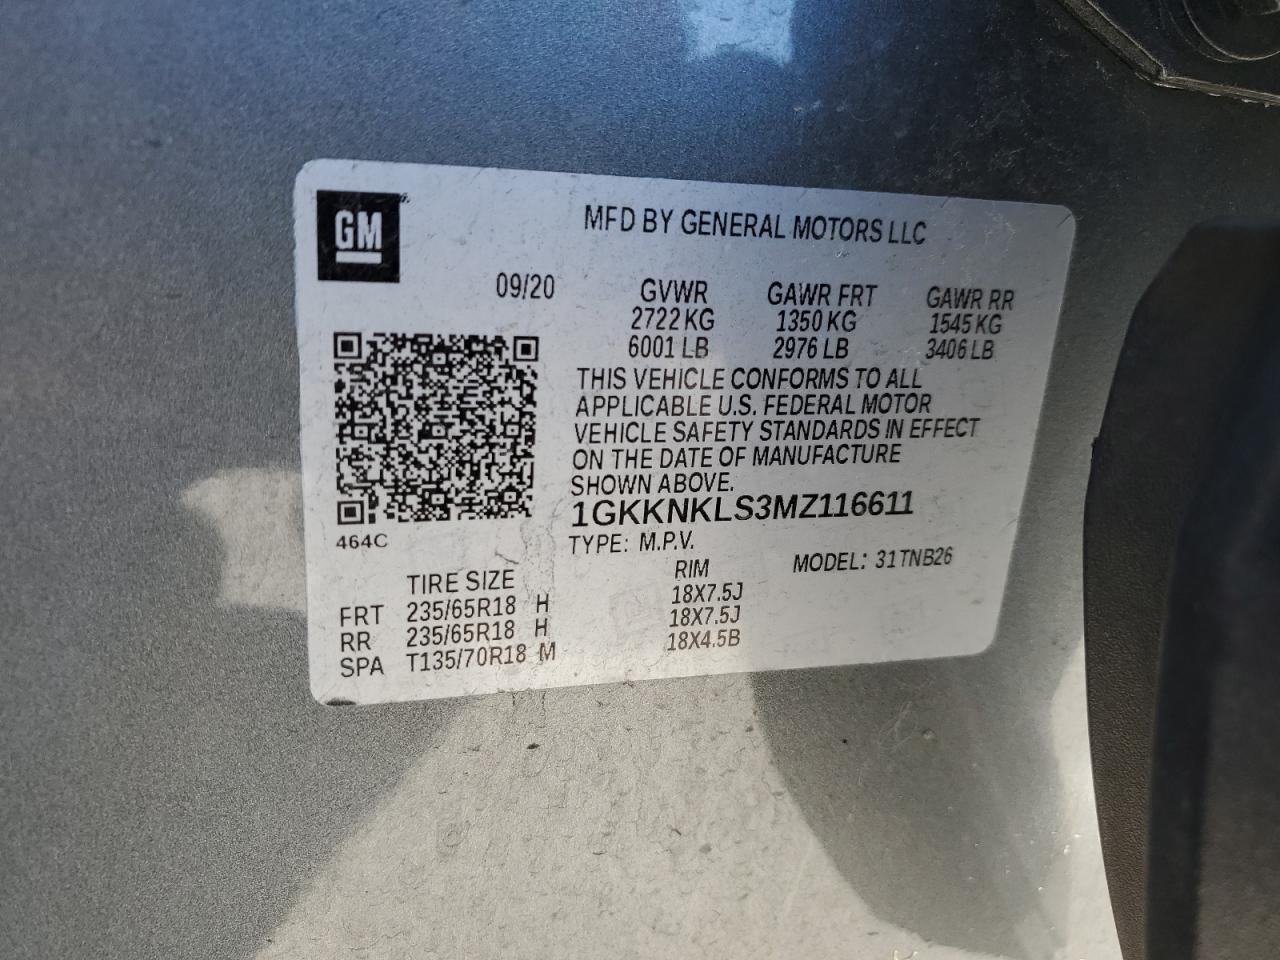 GM
MFD BY GENERAL MOTORS LLC
09/20 GVWR GAWR FRT GAWR RR
2722 KG 1350 KG 1545 KG
6001 LB 2976 LB 3406 LB
THIS VEHICLE CONFORMS TO ALL
APPLICABLE U.S. FEDERAL MOTOR
VEHICLE SAFETY STANDARDS IN EFFECT
ON THE DATE OF MANUFACTURE
SHOWN ABOVE.
1GKKNKLS3MZ116611
464C
TYPE: M.P.V.
MODEL: 31TNB26
TIRE SIZE RIM
FRT 235/65R18 H 18X7.5J
RR 235/65R18 H 18X7.5J
SPA T135/70R18 M 18X4.5B